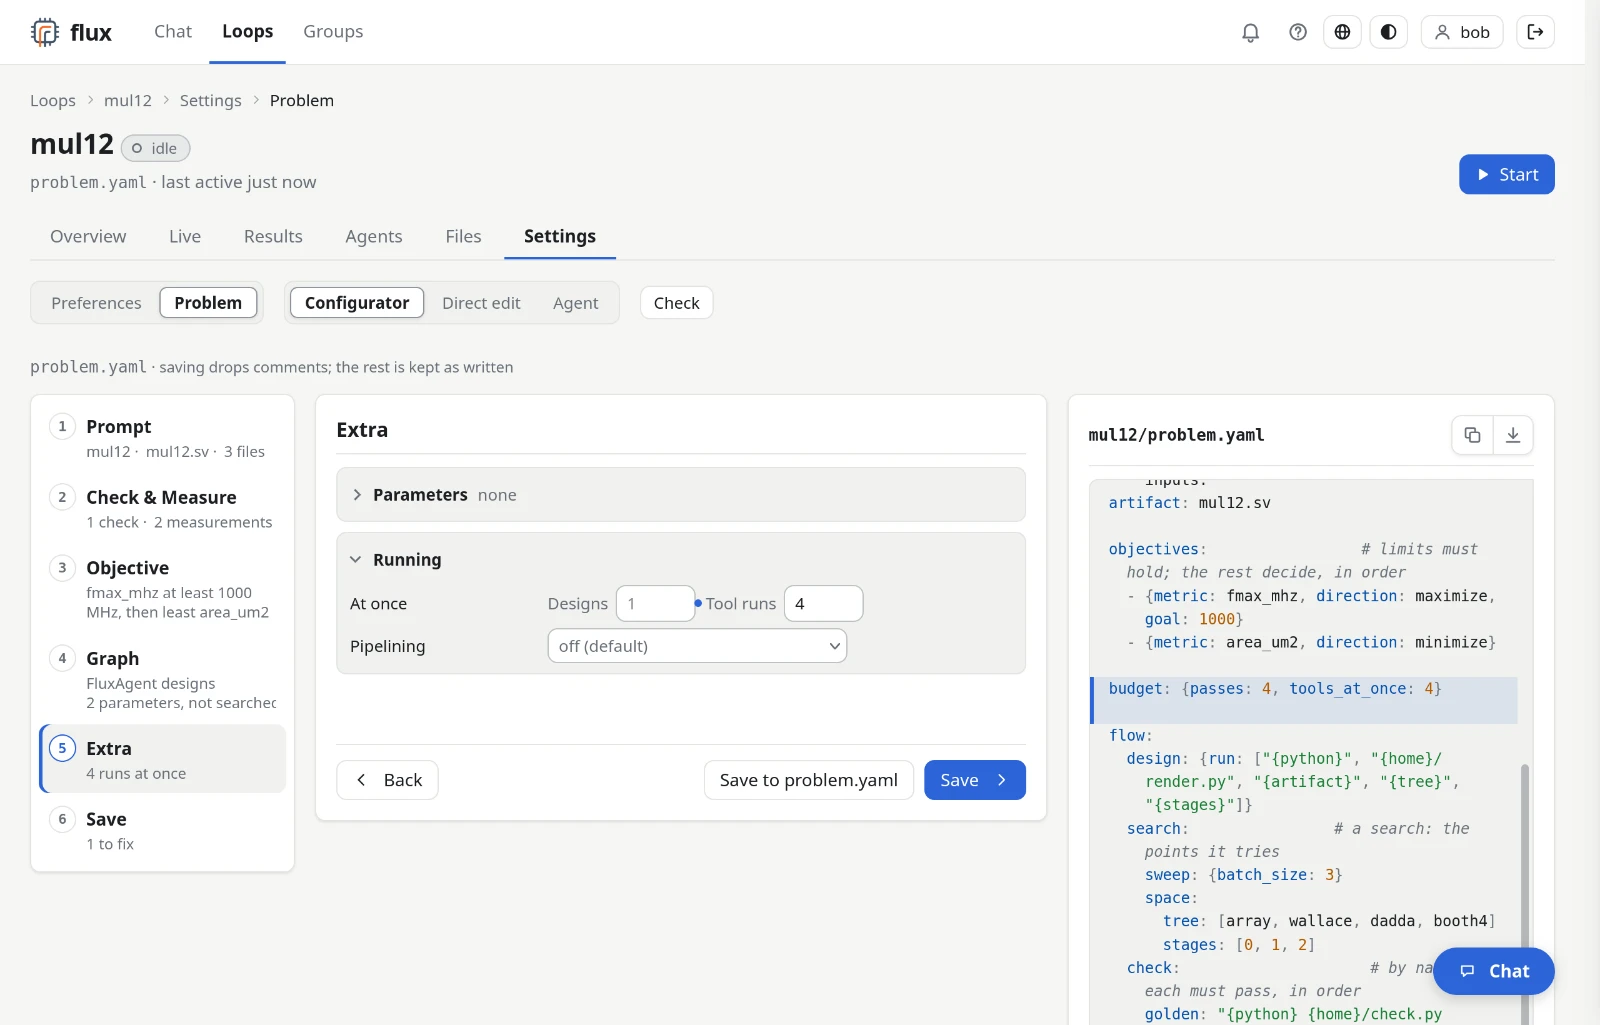 flux
Chat
Loops
Groups
bob
Loops > mul12 > Settings > Problem
mul12
idle
problem.yaml · last active just now
Start
Overview
Live
Results
Agents
Files
Settings
Preferences
Problem
Configurator
Direct edit
Agent
Check
problem.yaml · saving drops comments; the rest is kept as written
1
Prompt
mul12 · mul12.sv · 3 files
2
Check & Measure
1 check · 2 measurements
3
Objective
fmax_mhz at least 1000
MHz, then least area_um2
4
Graph
FluxAgent designs
2 parameters, not searched
5
Extra
4 runs at once
6
Save
1 to fix
Extra
Parameters none
Running
At once
Designs 1
Tool runs 4
Pipelining
off (default)
Back
Save to problem.yaml
Save
mul12/problem.yaml
inputs:
artifact: mul12.sv
objectives: # limits must
hold; the rest decide, in order
- {metric: fmax_mhz, direction: maximize,
goal: 1000}
- {metric: area_um2, direction: minimize}
budget: {passes: 4, tools_at_once: 4}
flow:
design: {run: ["{python}", "{home}/
render.py", "{artifact}", "{tree}",
"{stages}"]}
search: # a search: the
points it tries
sweep: {batch_size: 3}
space:
tree: [array, wallace, dadda, booth4]
stages: [0, 1, 2]
check: # by na
each must pass, in order
golden: "{python} {home}/check.py
Chat